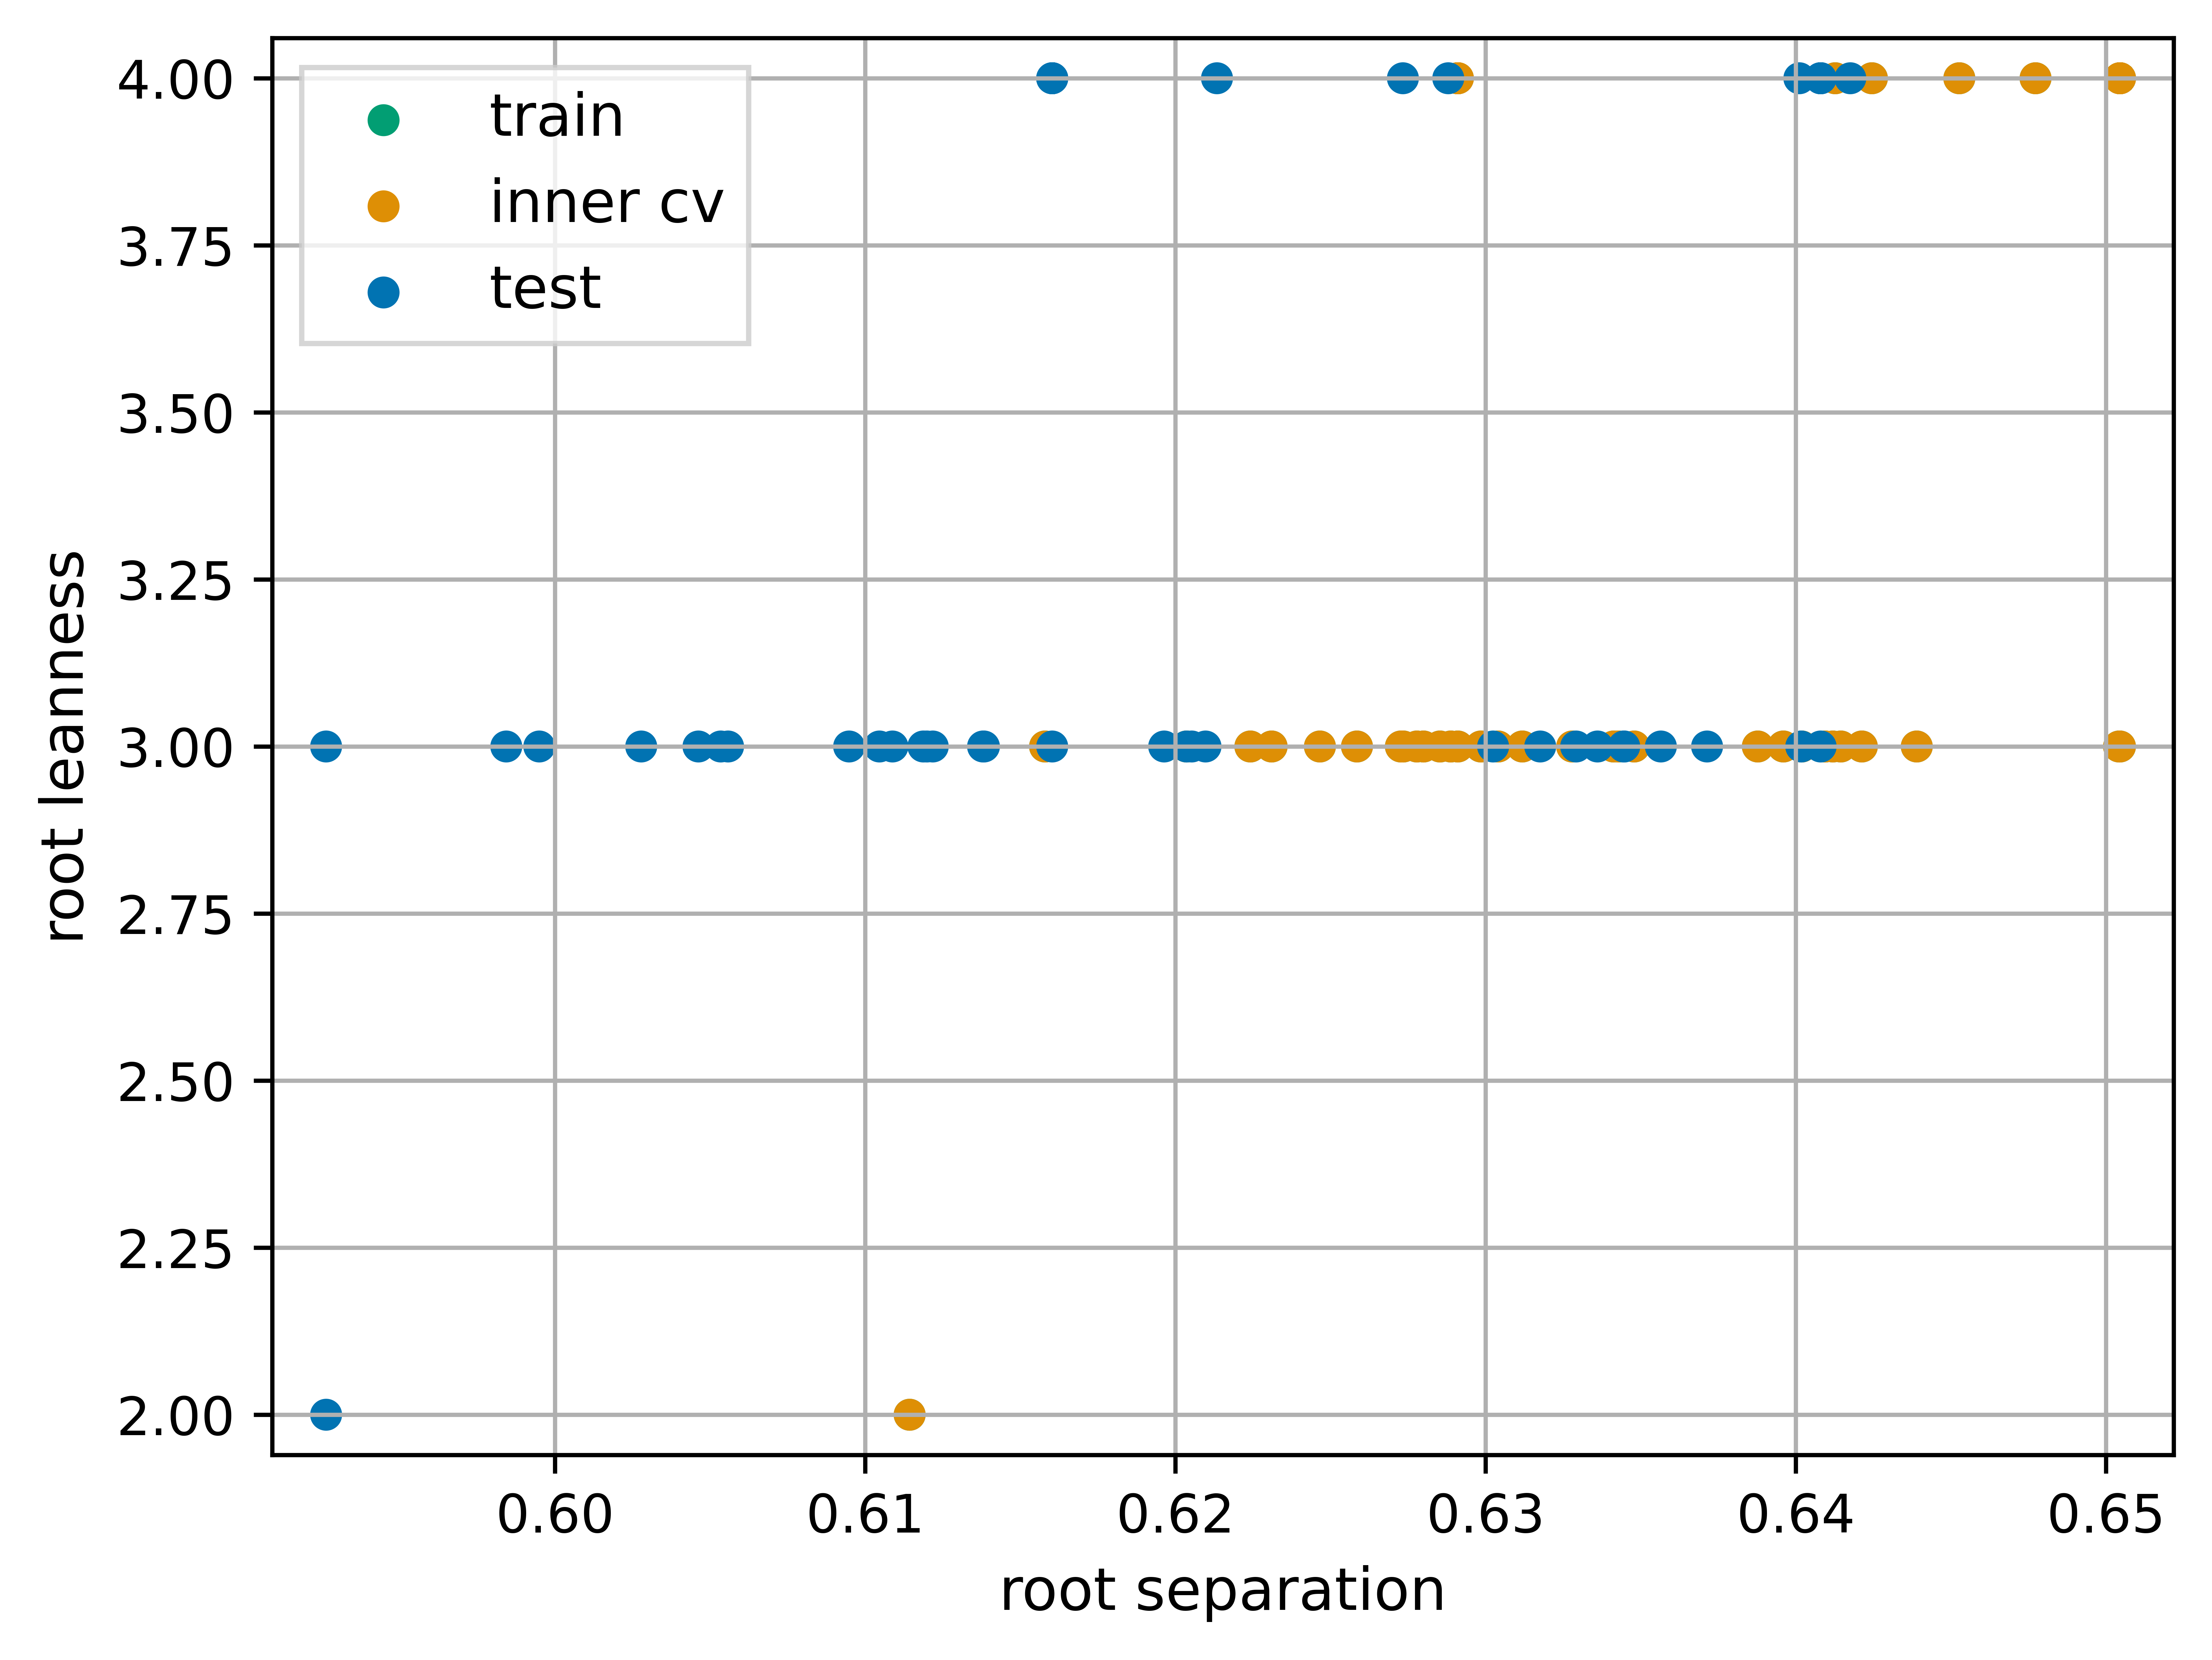 4.00
3.75
3.50
3.25
3.00
2.75
2.50
2.25
2.00
root leanness
train
inner cv
test
0.60 0.61 0.62 0.63 0.64 0.65
root separation